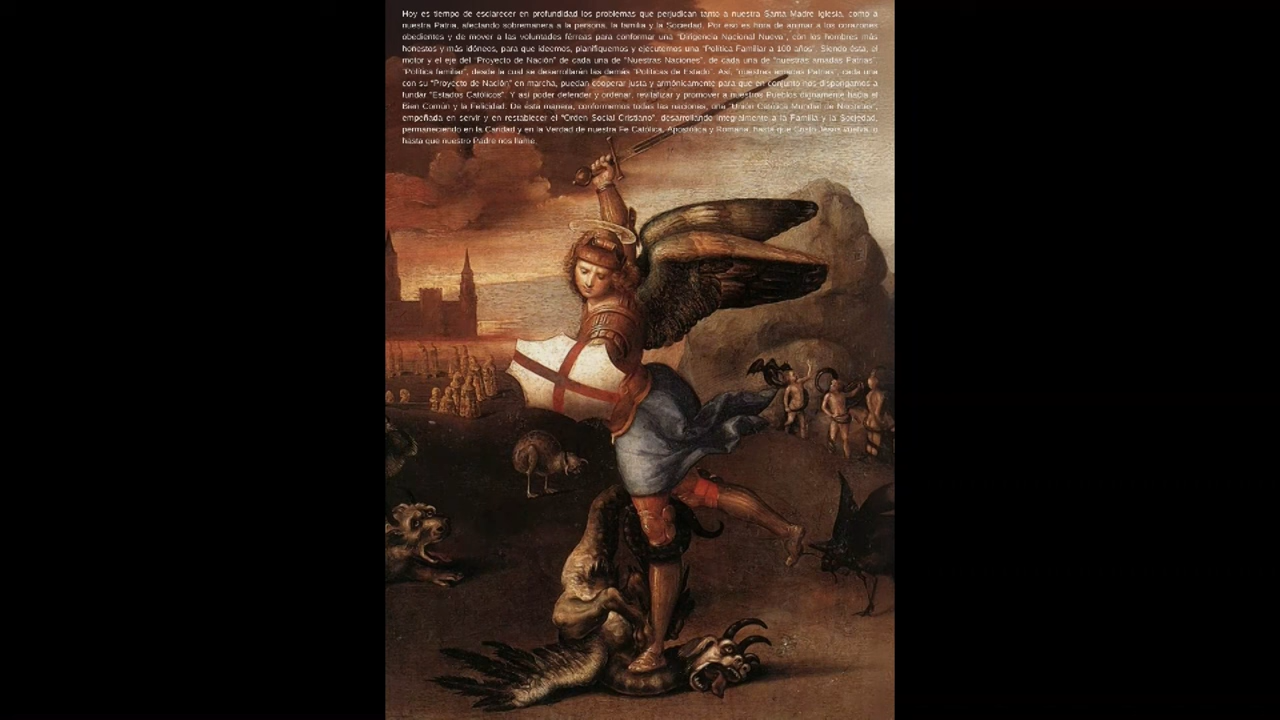 Hoy es tiempo de esclarecer en profundidad los problemas que perjudican tanto a nuestra Santa Madre Iglesia, como a
nuestra Patria, afectando sobremanera a la persona, la familia y la Sociedad. Por eso es hora de animar a los corazones
obedientes y de mover a las voluntades férreas para conformar una "Dirigencia Nacional Nueva", con los hombres más
honestos y más idóneos, para que ideemos, planifiquemos y ejecutemos una "Política Familiar a 100 años". Siendo ésta, el
motor y el eje del "Proyecto de Nación" de cada una de "Nuestras Naciones", de cada una de "nuestras amadas Patrias".
"Política familiar", desde la cual se desarrollarán las demás "Políticas de Estado". Así, "nuestras amadas Patrias", cada una
con su "Proyecto de Nación" en marcha, puedan cooperar justa y armónicamente para que en conjunto nos dispongamos a
fundar "Estados Católicos". Y así poder defender y ordenar, revitalizar y promover a nuestros Pueblos dignamente hacia el
Bien Común y la Felicidad. De esta manera, conformemos todas las naciones, una "Unión Católica Mundial de Naciones",
empeñada en servir y en restablecer el "Orden Social Cristiano", desarrollando integralmente a la Familia y la Sociedad,
permaneciendo en la Caridad y en la Verdad de nuestra Fe Católica, Apostólica y Romana, hasta que Cristo Jesús vuelva, o
hasta que nuestro Padre nos llame.